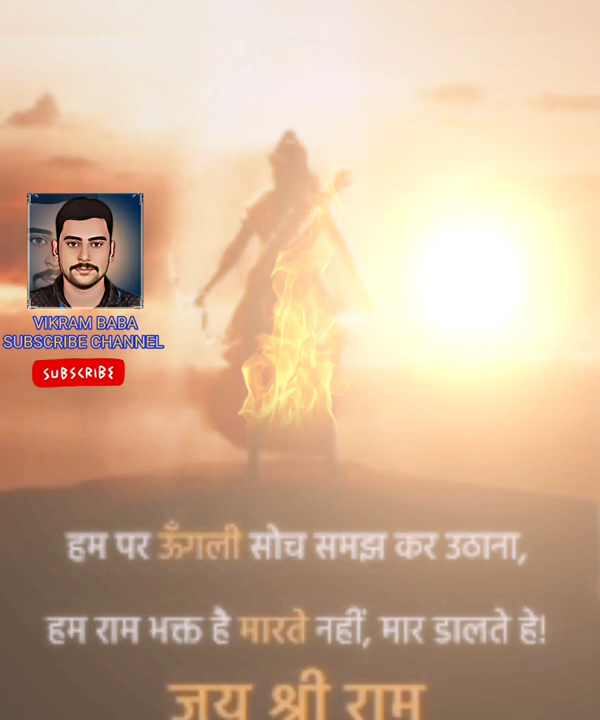 VIKRAM BABA
SUBSCRIBE CHANNEL
SUBSCRIBE
हम पर ऊँगली सोच समझ कर उठाना,
हम राम भक्त है मारते नहीं, मार डालते हे!
जय श्री राम